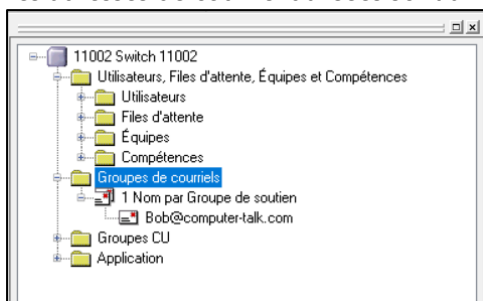 11002 Switch 11002
Utilisateurs, Files d'attente, Équipes et Compétences
Utilisateurs
Files d'attente
Équipes
Compétences
Groupes de courriels
1 Nom par Groupe de soutien
Bob@computer-talk.com
Groupes CU
Application